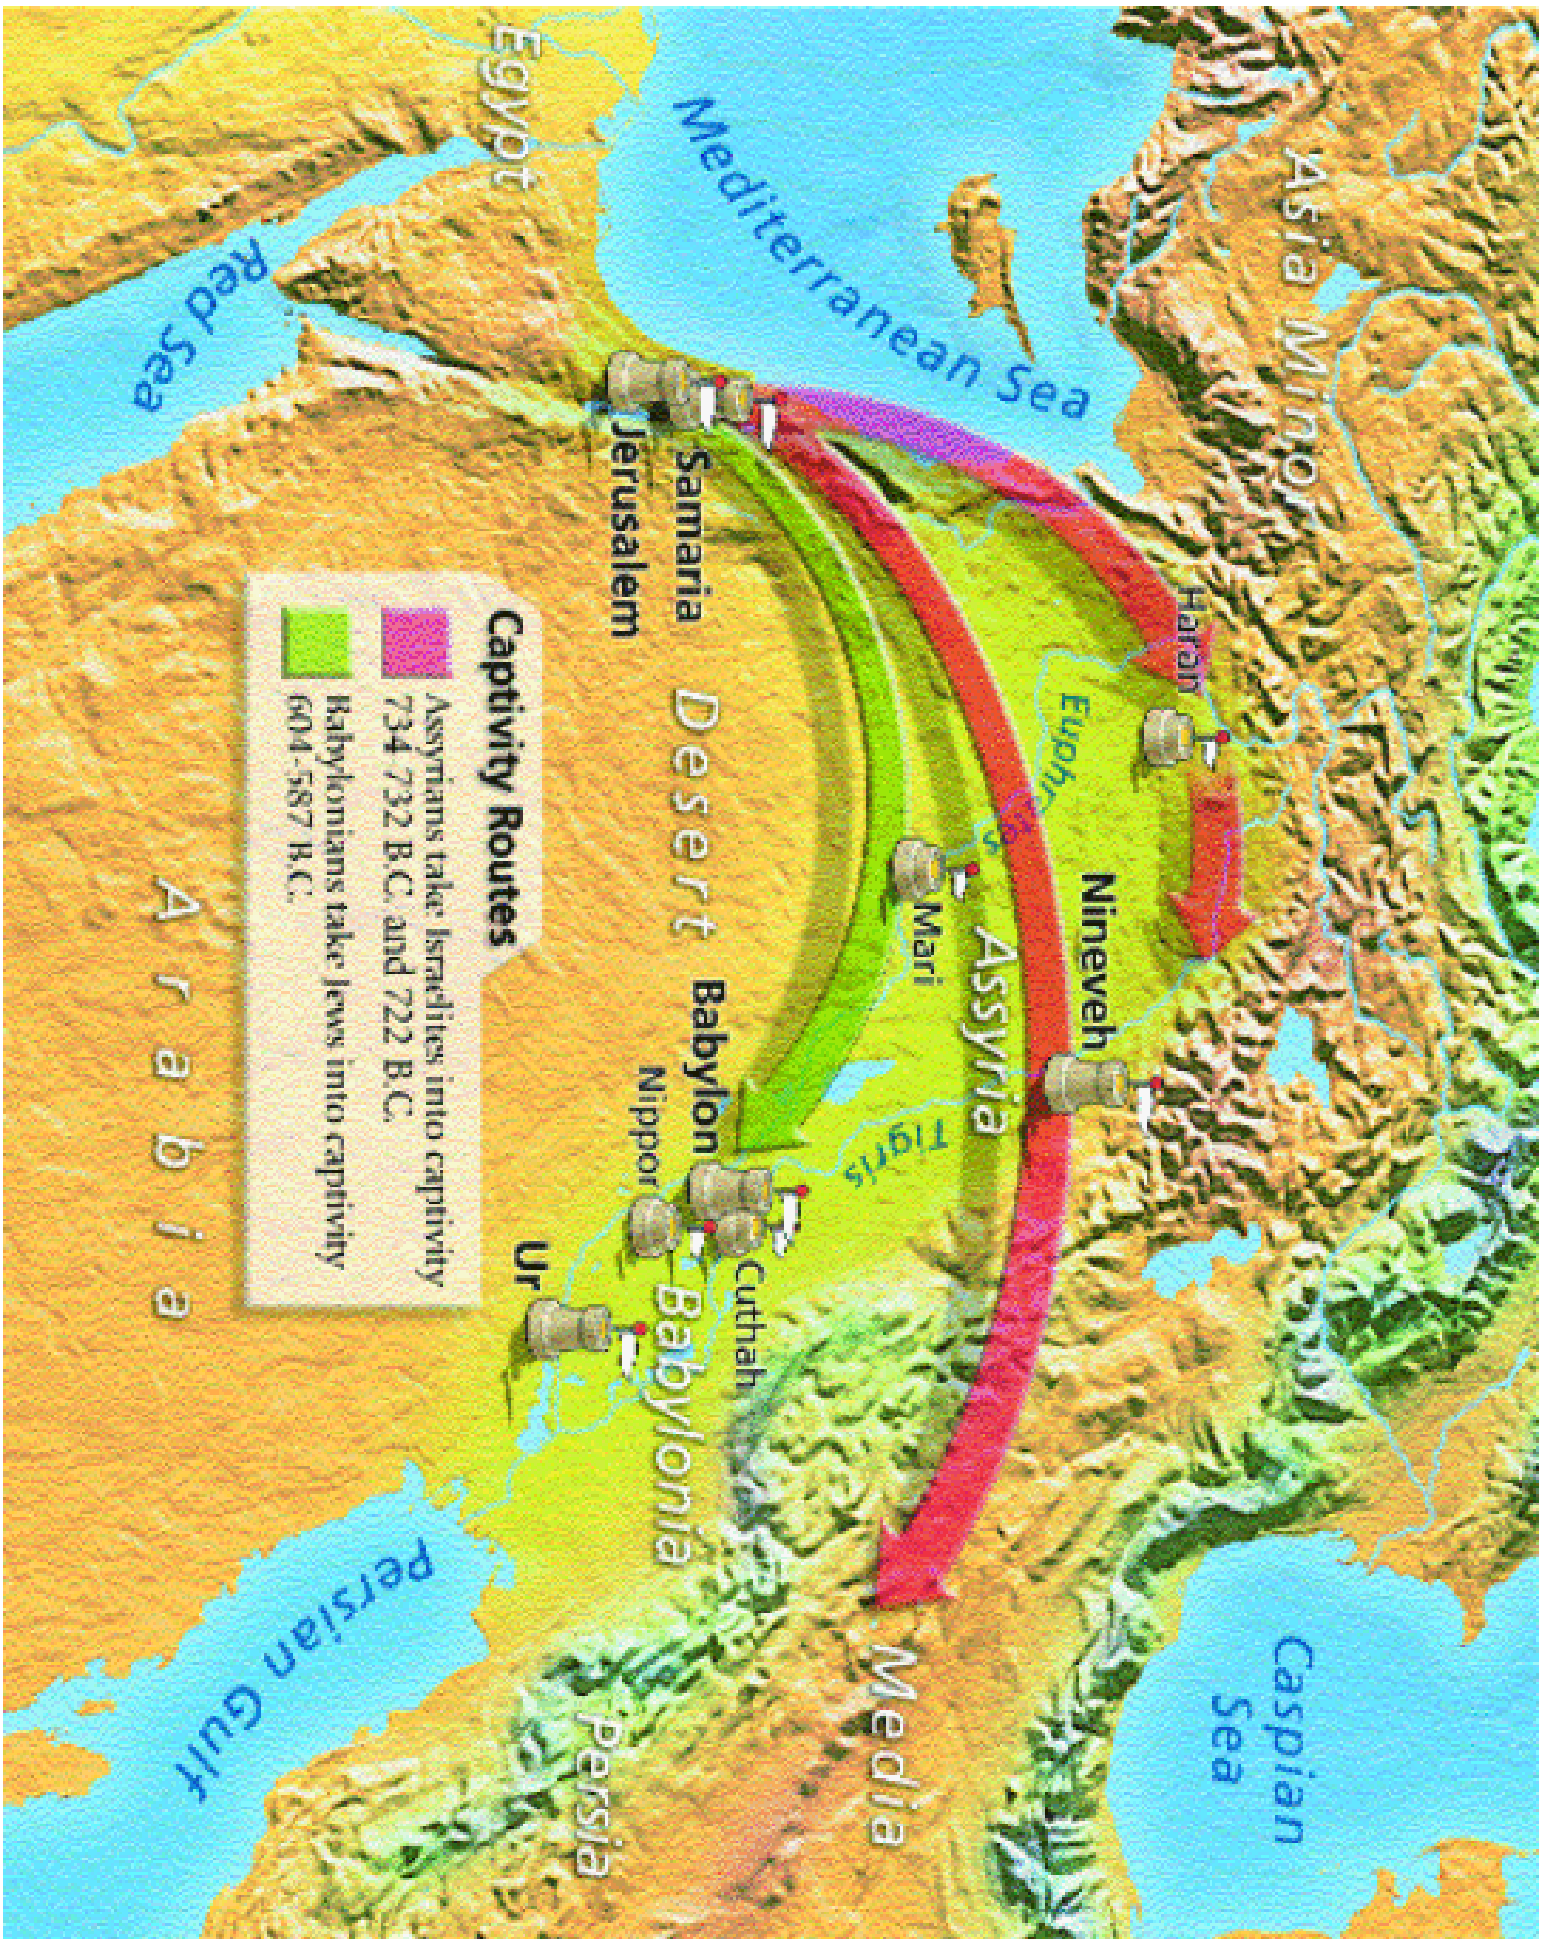 Asia Minor
Caspian
Sea
Haran
Nineveh
Mediterranean Sea
Euphrates
Assyria
Mari
Media
Tigris
Samaria
Jerusalem
Desert
Babylon
Nippor
Cuthah
Babylonia
Persia
Ur
Egypt
Red Sea
Persian Gulf
Arabia
Captivity Routes
Assyrians take Israelites into captivity
734-732 B.C. and 722 B.C.
Babylonians take Jews into captivity
604-587 B.C.